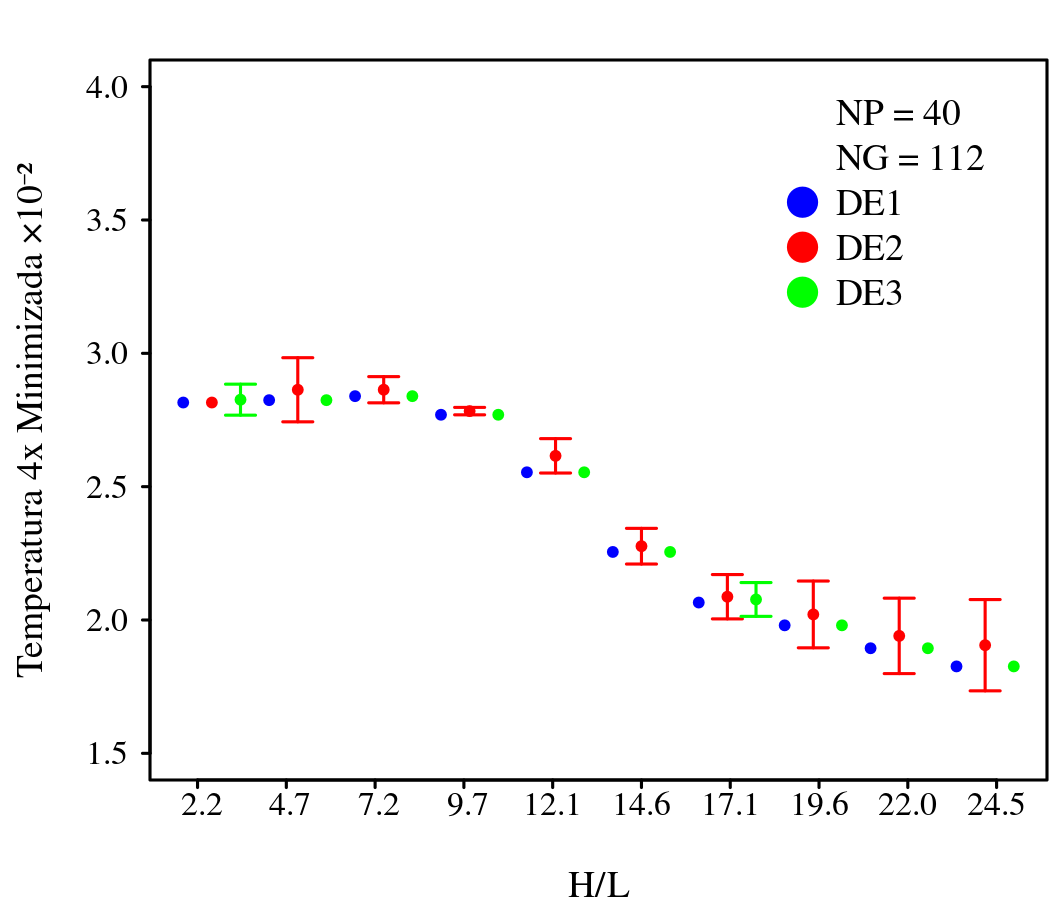 4.0
3.5
3.0
2.5
2.0
1.5
Temperatura 4x Minimizada ×10⁻²
NP = 40
NG = 112
DE1
DE2
DE3
2.2 4.7 7.2 9.7 12.1 14.6 17.1 19.6 22.0 24.5
H/L